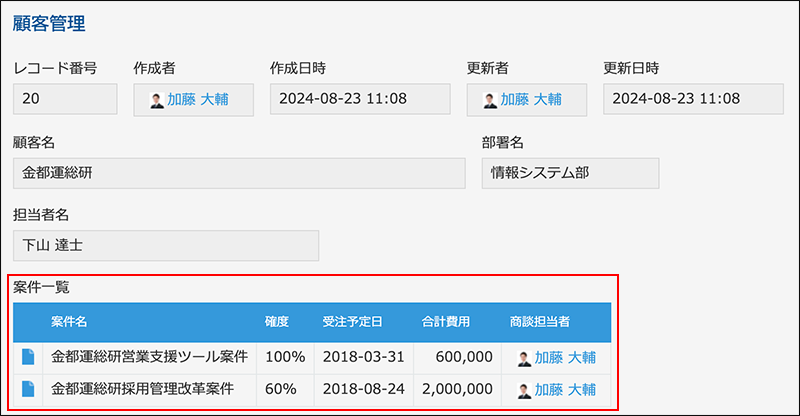 顧客管理
レコード番号 作成者 作成日時 更新者 更新日時
20 加藤 大輔 2024-08-23 11:08 加藤 大輔 2024-08-23 11:08
顧客名 部署名
金都運総研 情報システム部
担当者名
下山 達士
案件一覧
案件名 確度 受注予定日 合計費用 商談担当者
金都運総研営業支援ツール案件 100% 2018-03-31 600,000 加藤 大輔
金都運総研採用管理改革案件 60% 2018-08-24 2,000,000 加藤 大輔